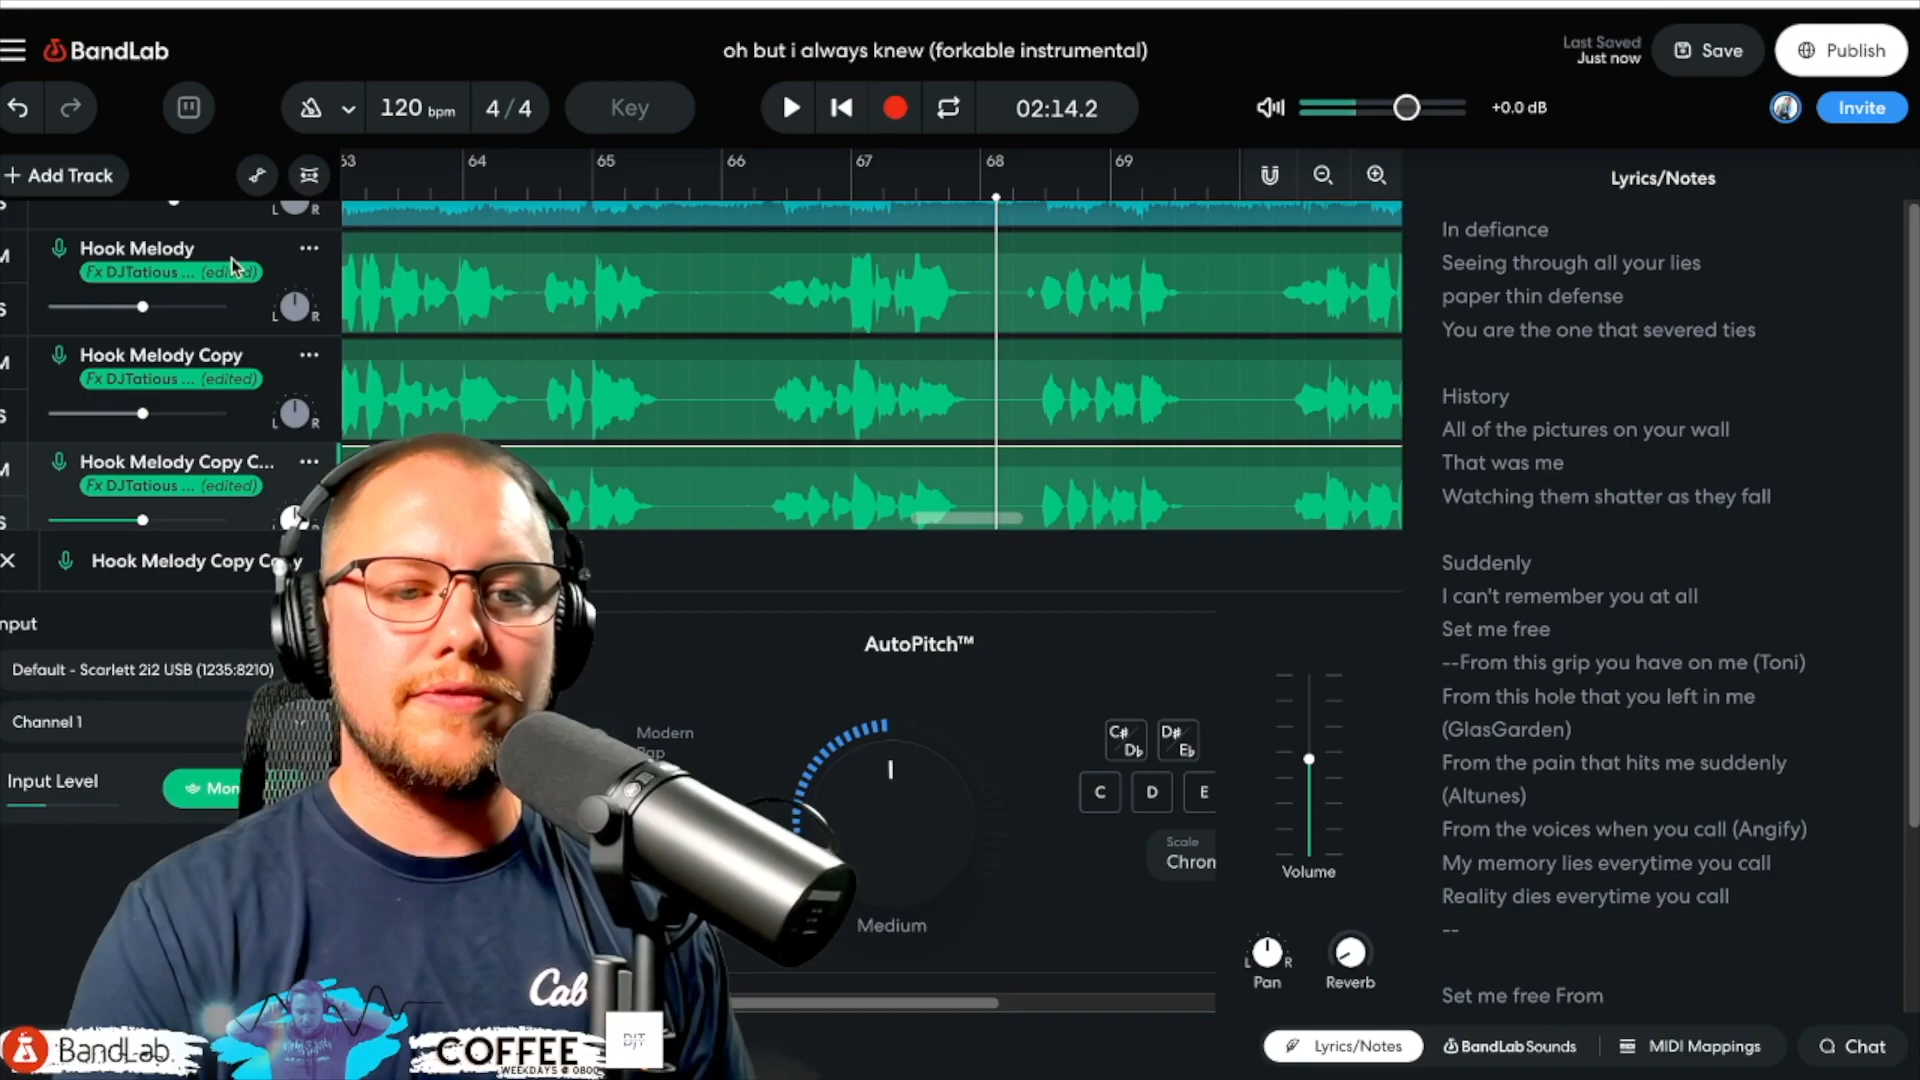 BandLab
oh but i always knew (forkable instrumental)
Last Saved
Just now
Save
Publish
120 bpm
4 / 4
Key
02:14.2
+0.0 dB
Invite
+ Add Track
63
64
65
66
67
68
69
Lyrics/Notes
L R
M
Hook Melody
Fx DJTatious ... (edited)
S
L R
M
Hook Melody Copy
Fx DJTatious ... (edited)
S
L R
M
Hook Melody Copy C...
Fx DJTatious ... (edited)
S
Hook Melody Copy Copy
nput
Default - Scarlett 2i2 USB (1235:8210)
Channel 1
Input Level
Mon
AutoPitch™
Modern
Rap
Medium
C#
Db
D#
Eb
C
D
E
Scale
Chrom
Volume
L R
Pan
Reverb
In defiance
Seeing through all your lies
paper thin defense
You are the one that severed ties
History
All of the pictures on your wall
That was me
Watching them shatter as they fall
Suddenly
I can't remember you at all
Set me free
--From this grip you have on me (Toni)
From this hole that you left in me
(GlasGarden)
From the pain that hits me suddenly
(Altunes)
From the voices when you call (Angify)
My memory lies everytime you call
Reality dies everytime you call
--
Set me free From
Lyrics/Notes
BandLab Sounds
MIDI Mappings
Chat
Cab
BandLab.
COFFEE
WEEKDAYS @ 0800
DJT